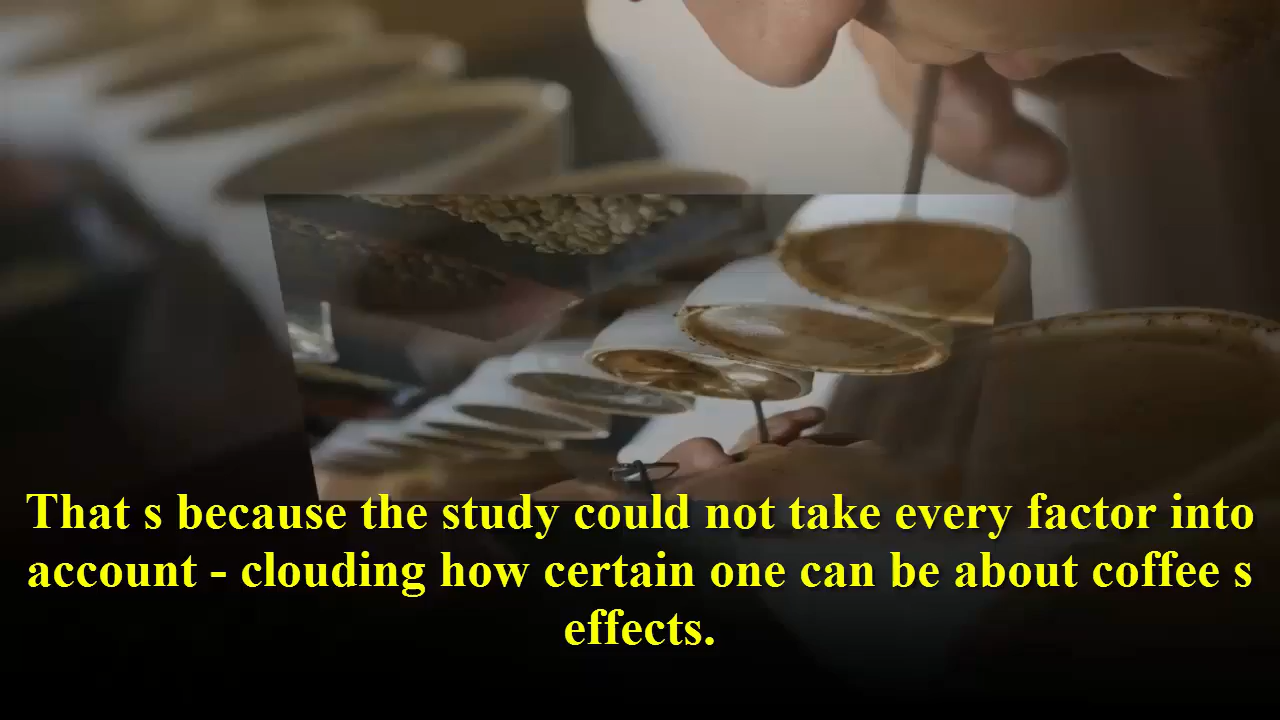 That s because the study could not take every factor into
account - clouding how certain one can be about coffee s
effects.